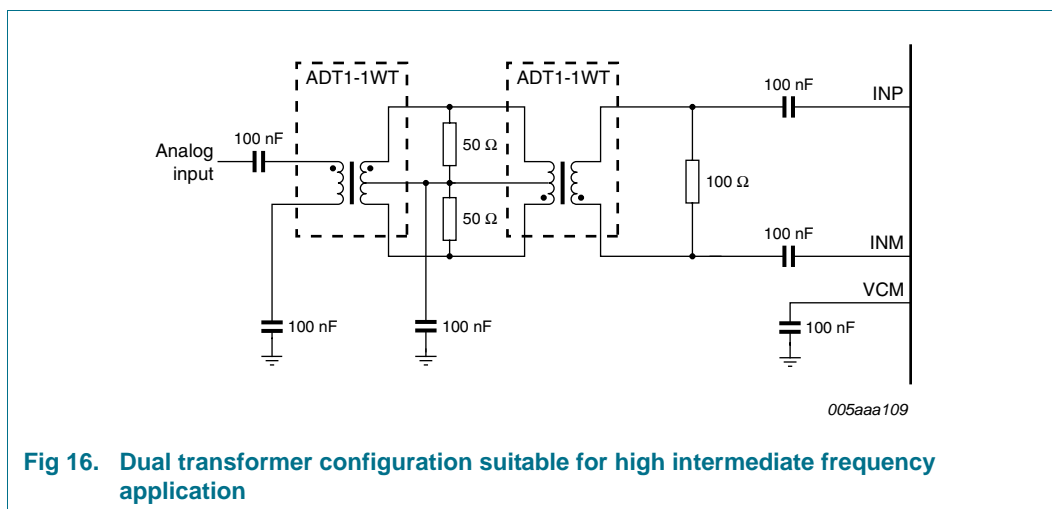 ADT1-1WT
ADT1-1WT
100 nF
INP
100 nF
50 Ω
Analog
input
100 Ω
50 Ω
100 nF
INM
VCM
100 nF
100 nF
100 nF
005aaa109
Fig 16. Dual transformer configuration suitable for high intermediate frequency
application